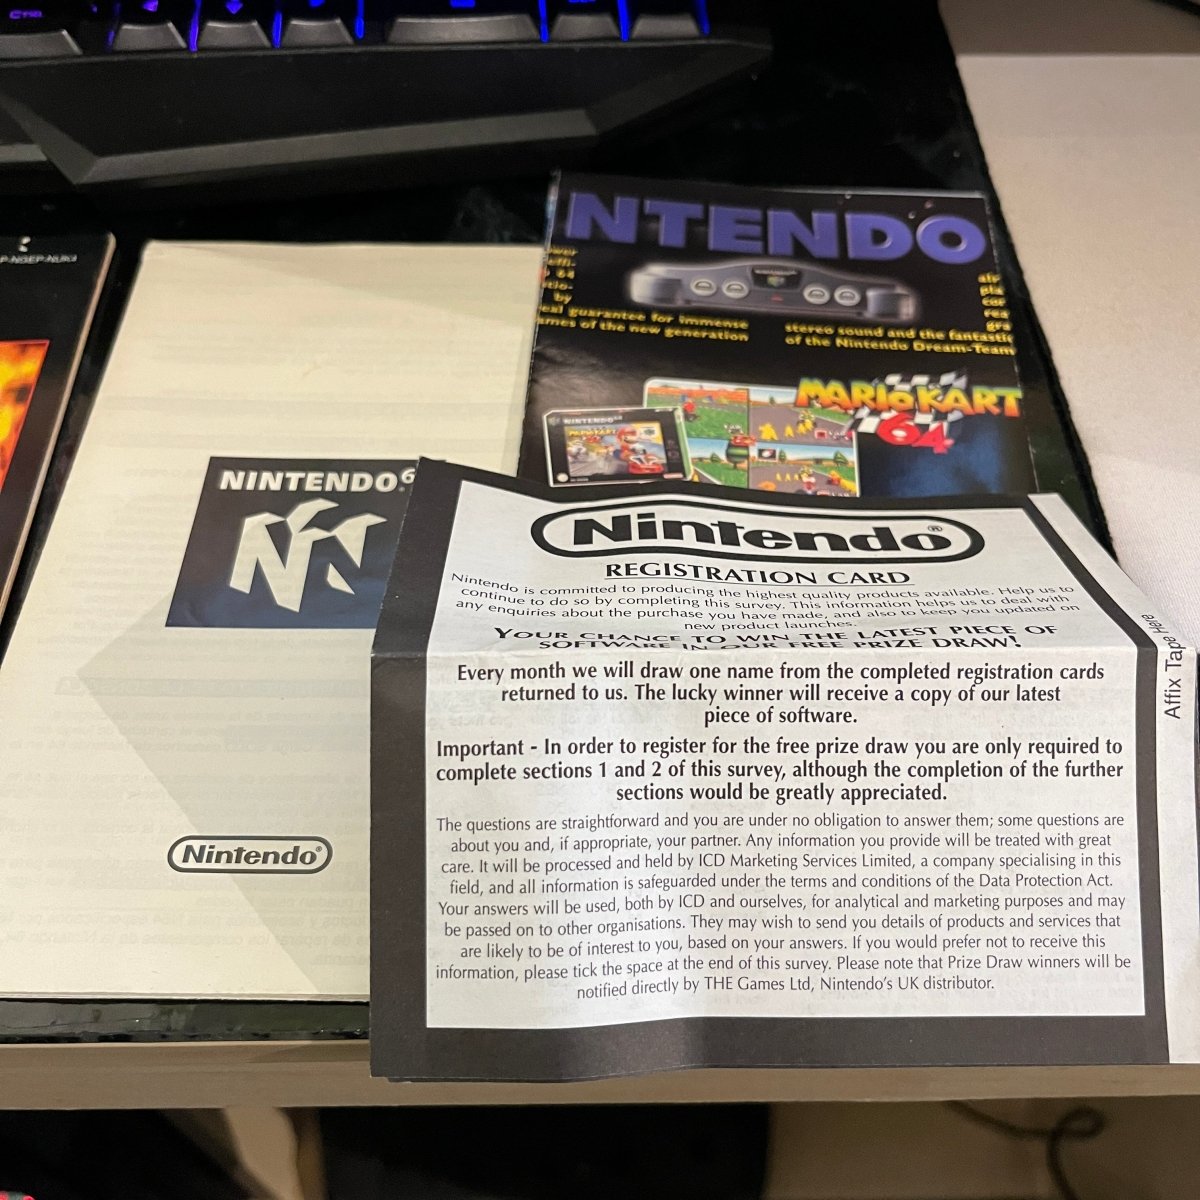 Ctrl
NTENDO
64
by
eal guarantee for immense
ames of the new generation
stereo sound and the fantastic
of the Nintendo Dream-Team
MARIO KART
64
NINTENDO 64
NINTENDO 6
Nintendo®
Nintendo®
REGISTRATION CARD
Nintendo is committed to producing the highest quality products available. Help us to
continue to do so by completing this survey. This information helps us to deal with
any enquiries about the purchase you have made, and also to keep you updated on
new product launches.
YOUR CHANCE TO WIN THE LATEST PIECE OF
SOFTWARE IN OUR FREE PRIZE DRAW!
Every month we will draw one name from the completed registration cards
returned to us. The lucky winner will receive a copy of our latest
piece of software.
Important - In order to register for the free prize draw you are only required to
complete sections 1 and 2 of this survey, although the completion of the further
sections would be greatly appreciated.
The questions are straightforward and you are under no obligation to answer them; some questions are
about you and, if appropriate, your partner. Any information you provide will be treated with great
care. It will be processed and held by ICD Marketing Services Limited, a company specialising in this
field, and all information is safeguarded under the terms and conditions of the Data Protection Act.
Your answers will be used, both by ICD and ourselves, for analytical and marketing purposes and may
be passed on to other organisations. They may wish to send you details of products and services that
are likely to be of interest to you, based on your answers. If you would prefer not to receive this
information, please tick the space at the end of this survey. Please note that Prize Draw winners will be
notified directly by THE Games Ltd, Nintendo's UK distributor.
Affix Tape Here